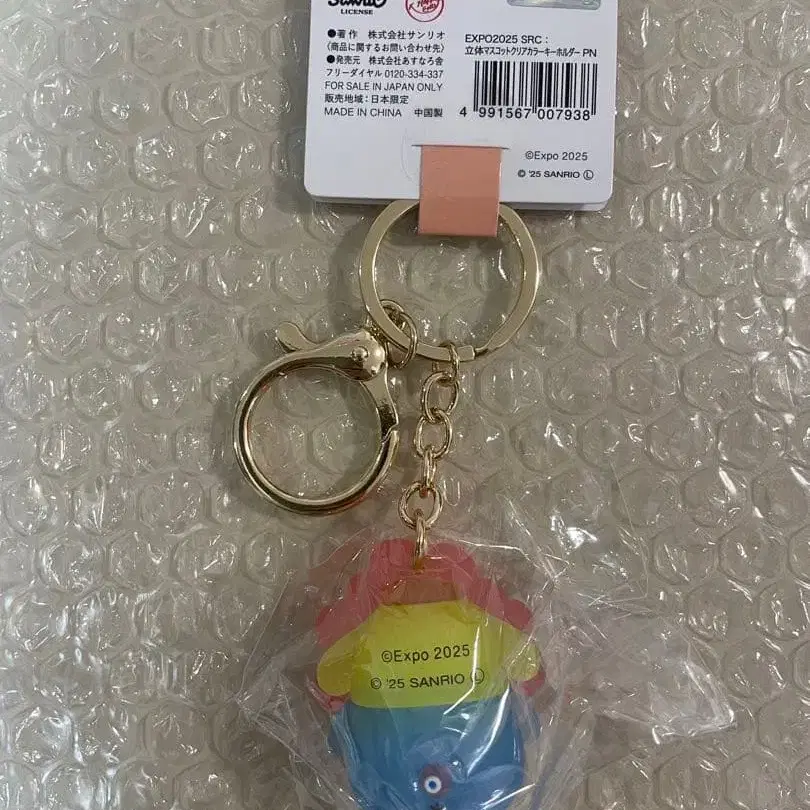 Sanrio
LICENSE
●著作 株式会社サンリオ
〈商品に関するお問い合わせ先〉
●発売元 株式会社あすなろ舎
フリーダイヤル 0120-334-337
FOR SALE IN JAPAN ONLY
販売地域：日本限定
MADE IN CHINA 中国製
EXPO2025 SRC：
立体マスコットクリアカラーキーホルダー PN
4 991567 007938
©Expo 2025
© '25 SANRIO Ⓛ
©Expo 2025
© '25 SANRIO Ⓛ